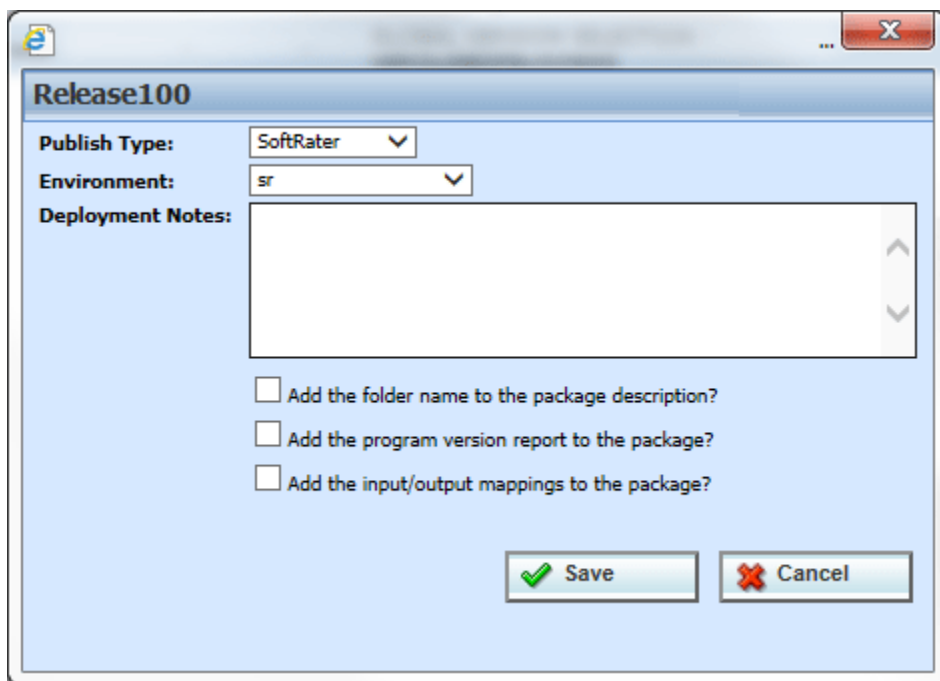 ...
Release100
Publish Type: SoftRater
Environment: sr
Deployment Notes:
Add the folder name to the package description?
Add the program version report to the package?
Add the input/output mappings to the package?
Save Cancel